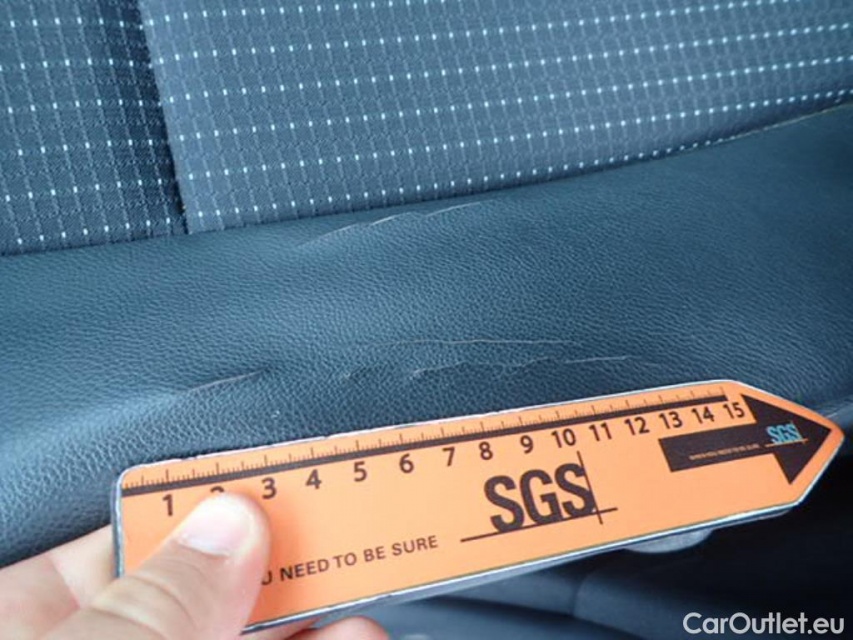 1 3 4 5 6 7 8 9 10 11 12 13 14 15
SGS
SGS
NEED TO BE SURE
CarOutlet.eu